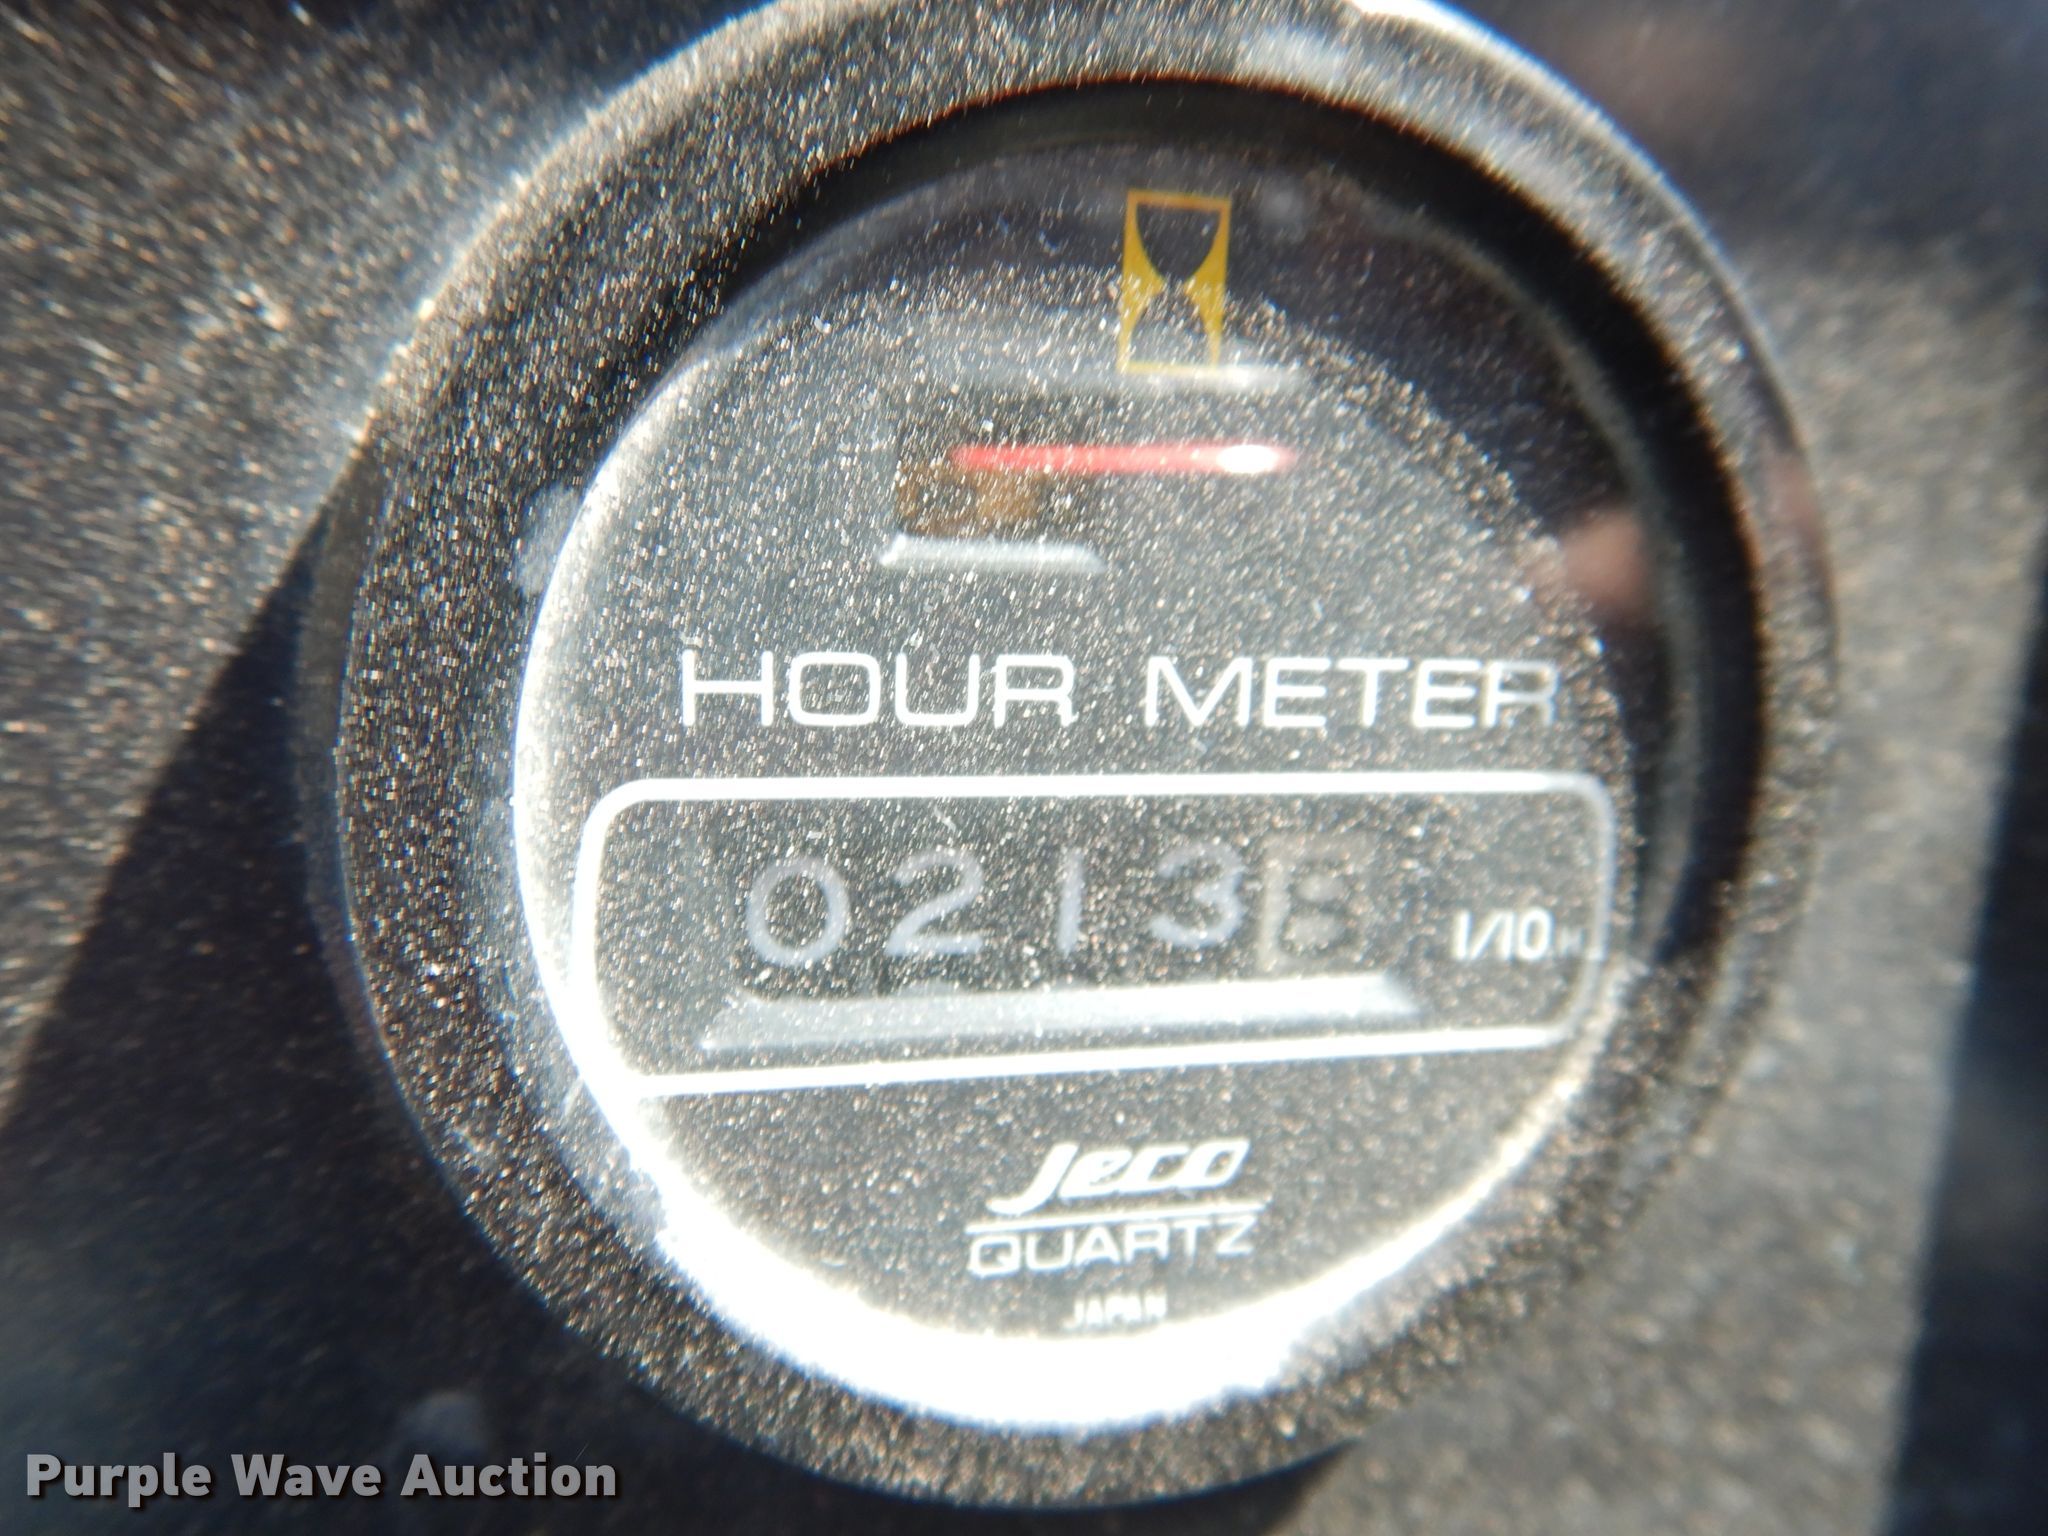 HOUR METER
0213
1/10 H
Jeco
QUARTZ
JAPAN
Purple Wave Auction